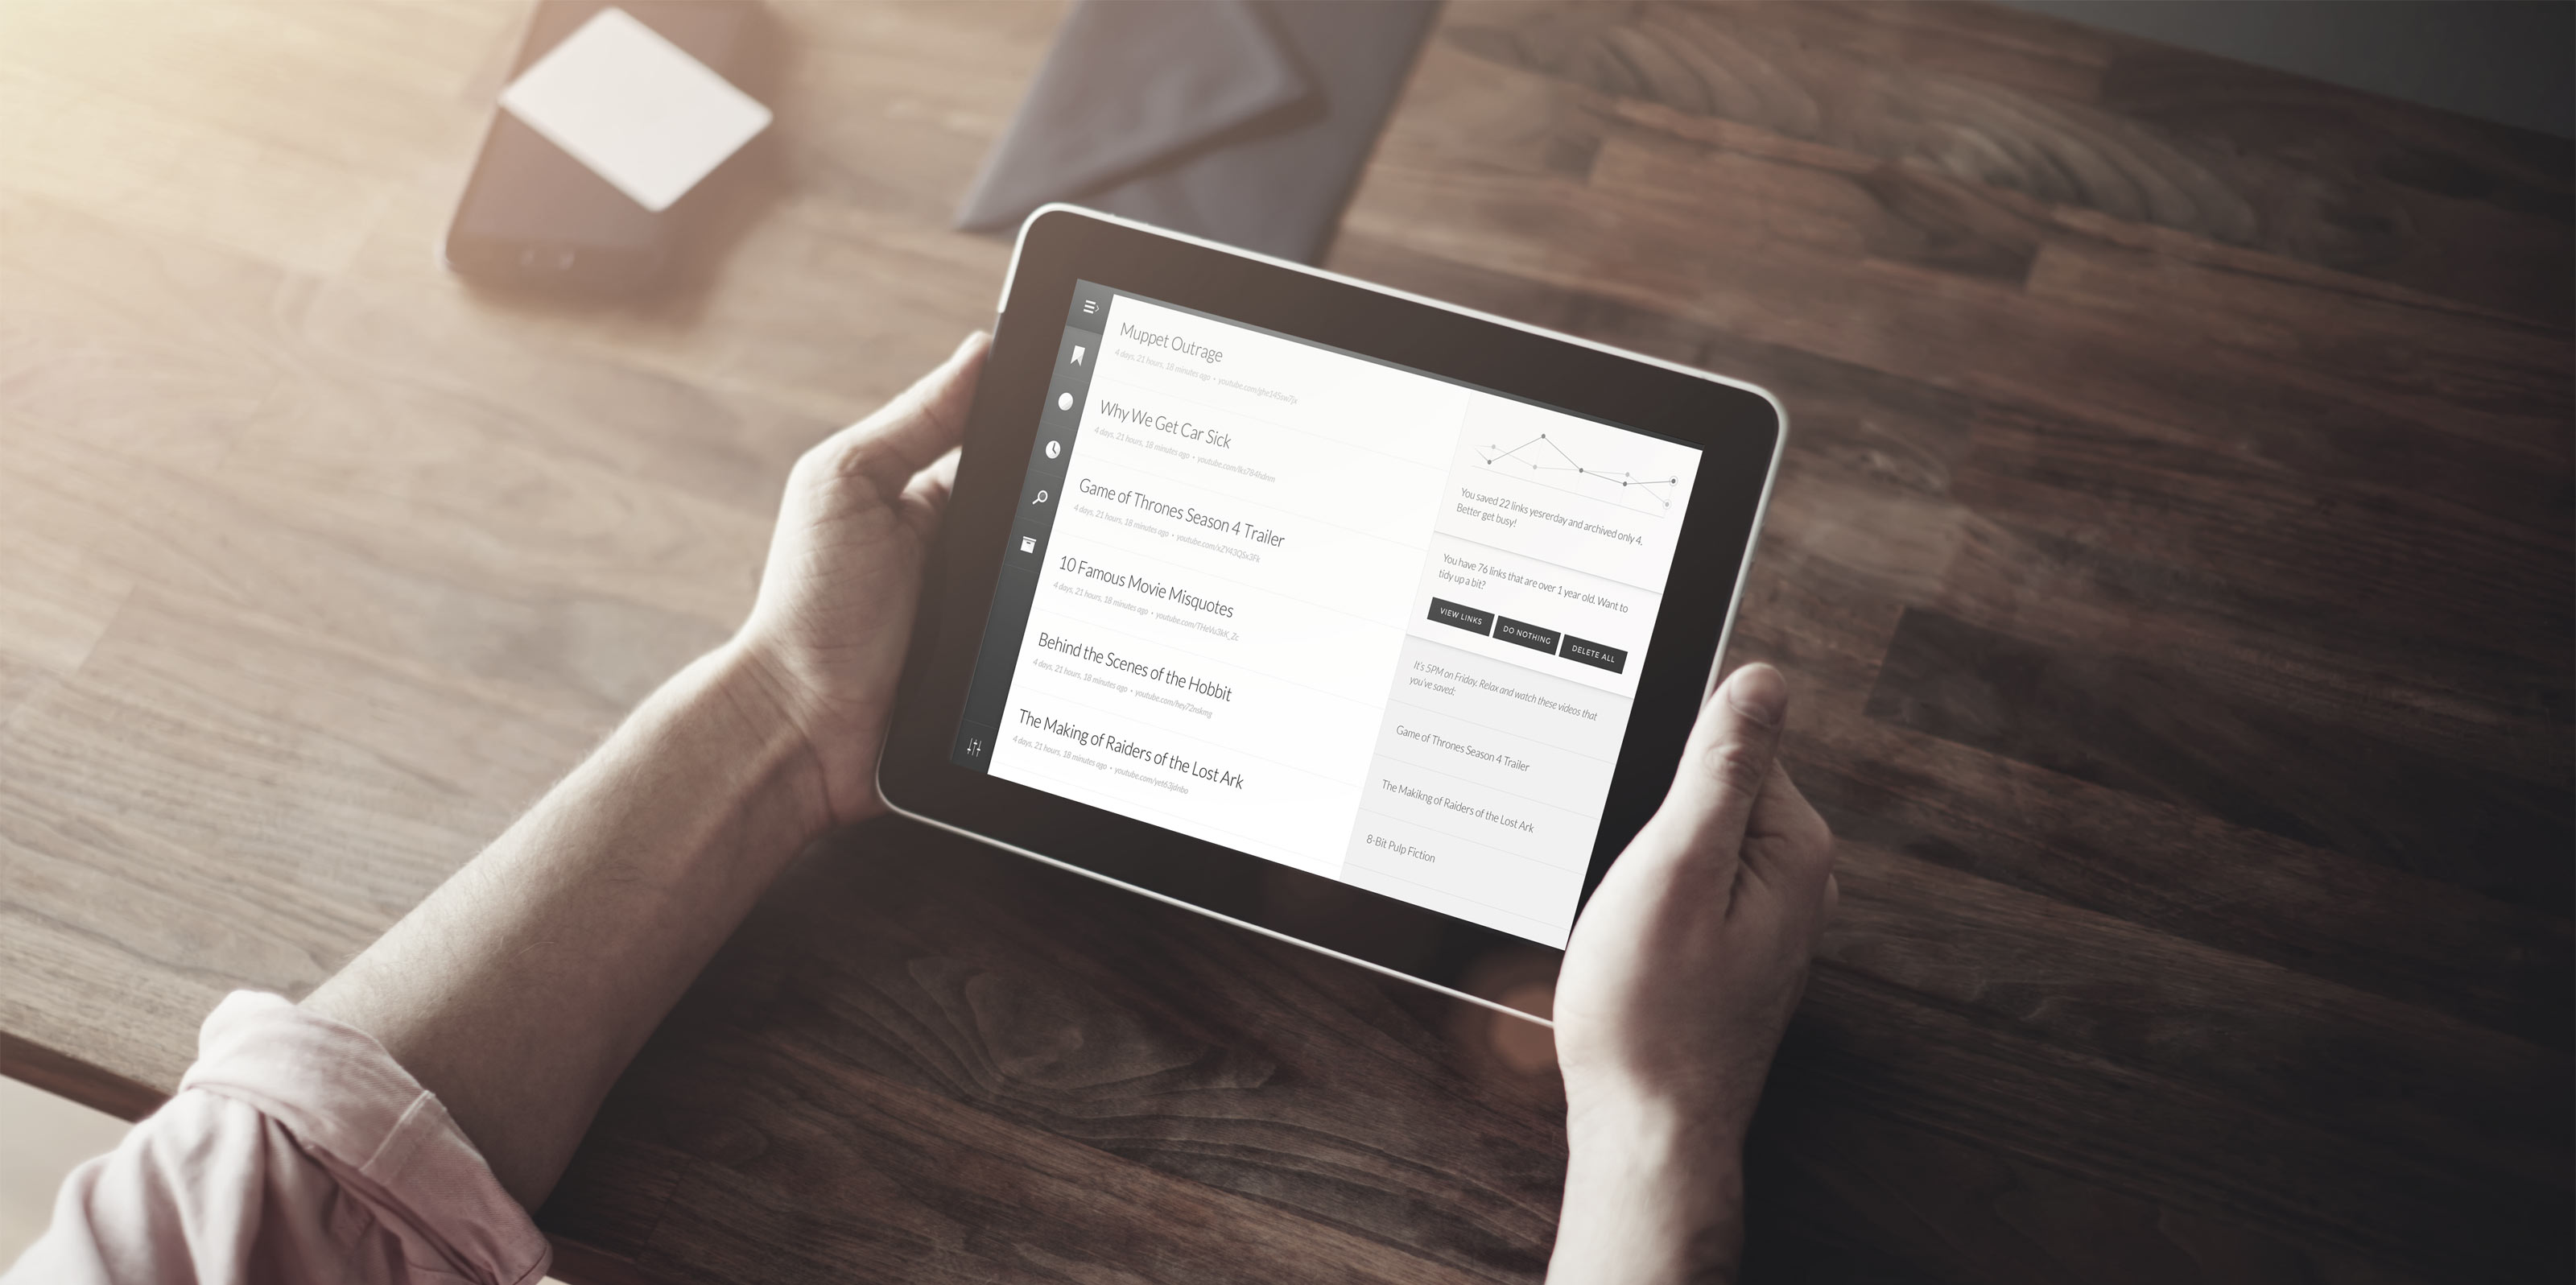 Muppet Outrage
4 days, 21 hours, 18 minutes ago • youtube.com/
Why We Get Car Sick
4 days, 21 hours, 18 minutes ago • youtube.com/
Game of Thrones Season 4 Trailer
4 days, 21 hours, 18 minutes ago • youtube.com/
10 Famous Movie Misquotes
4 days, 21 hours, 18 minutes ago • youtube.com/
Behind the Scenes of the Hobbit
4 days, 21 hours, 18 minutes ago • youtube.com/
The Making of Raiders of the Lost Ark
4 days, 21 hours, 18 minutes ago • youtube.com/
You saved 22 links yesrerday and archived only 4.
Better get busy!
You have 76 links that are over 1 year old. Want to
tidy up a bit?
VIEW LINKS
DO NOTHING
DELETE ALL
It's 5PM on Friday. Relax and watch these videos that
you've saved:
Game of Thrones Season 4 Trailer
The Makikng of Raiders of the Lost Ark
8-Bit Pulp Fiction